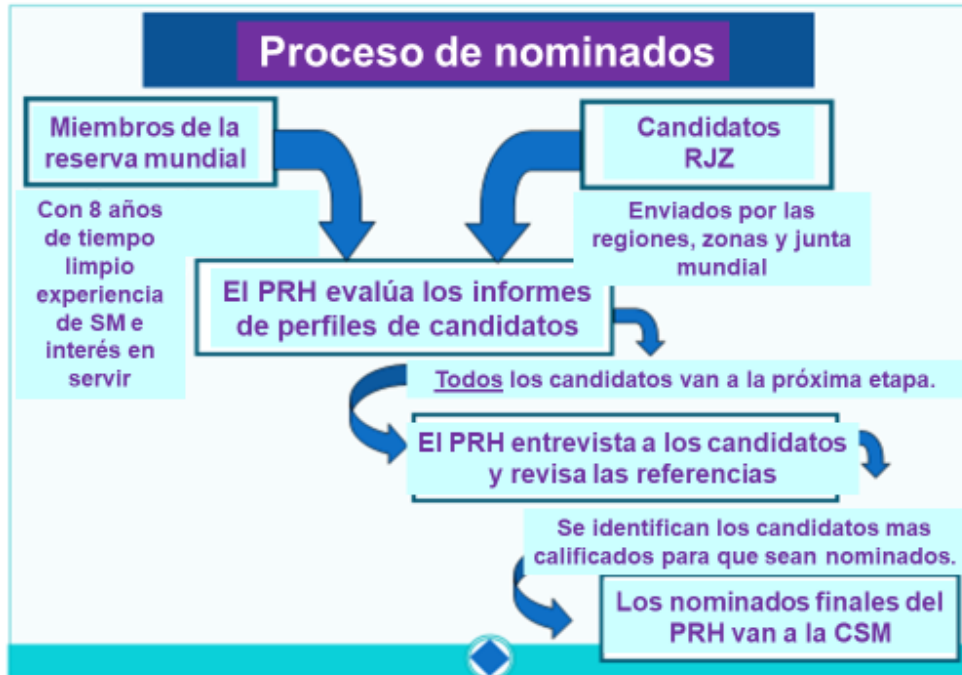 Proceso de nominados
Miembros de la
reserva mundial
Con 8 años
de tiempo
limpio
experiencia
de SM e
interés en
servir
Candidatos
RJZ
Enviados por las
regiones, zonas y junta
mundial
El PRH evalúa los informes
de perfiles de candidatos
Todos los candidatos van a la próxima etapa.
El PRH entrevista a los candidatos
y revisa las referencias
Se identifican los candidatos mas
calificados para que sean nominados.
Los nominados finales del
PRH van a la CSM